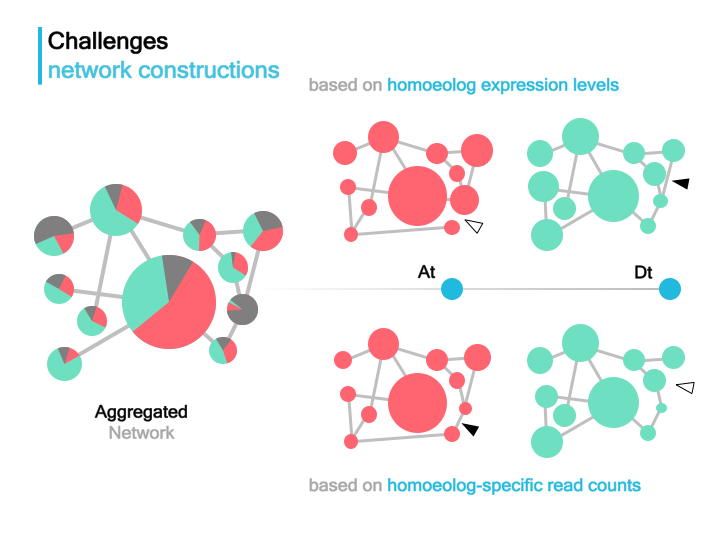 Challenges
network constructions
based on homoeolog expression levels
At
Dt
Aggregated
Network
based on homoeolog-specific read counts